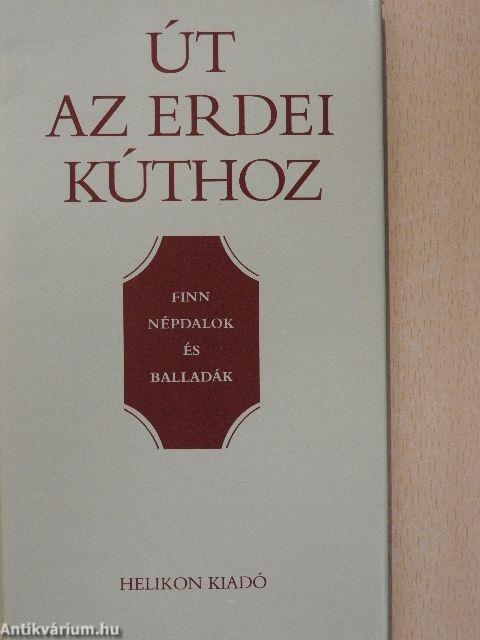 ÚT
AZ ERDEI
KÚTHOZ
FINN
NÉPDALOK
ÉS
BALLADÁK
HELIKON KIADÓ
Antikvárium.hu